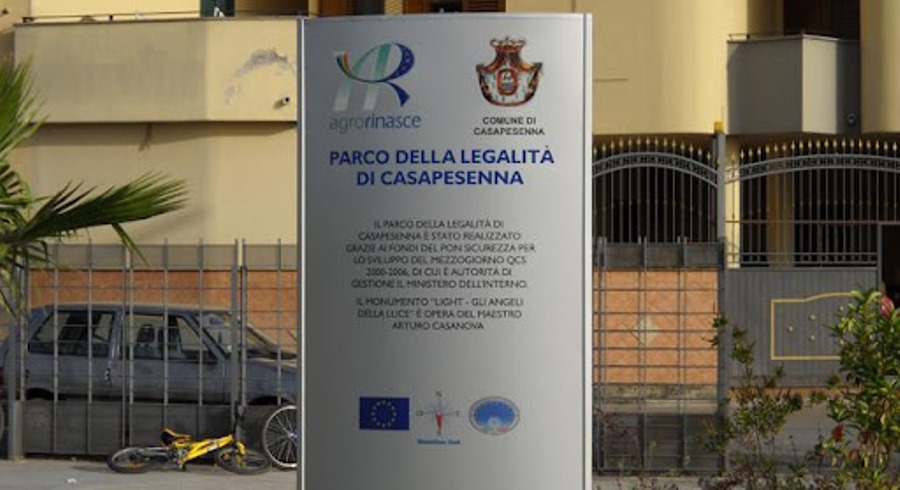 agrorinasce
COMUNE DI
CASAPESENNA
PARCO DELLA LEGALITÀ
DI CASAPESENNA
IL PARCO DELLA LEGALITÀ DI
CASAPESENNA È STATO REALIZZATO
GRAZIE AI FONDI DEL PON SICUREZZA PER
LO SVILUPPO DEL MEZZOGIORNO QCS
2000-2006, DI CUI È AUTORITÀ DI
GESTIONE IL MINISTERO DELL'INTERNO.
IL MONUMENTO "LIGHT - GLI ANGELI
DELLA LUCE" È OPERA DEL MAESTRO
ARTURO CASANOVA